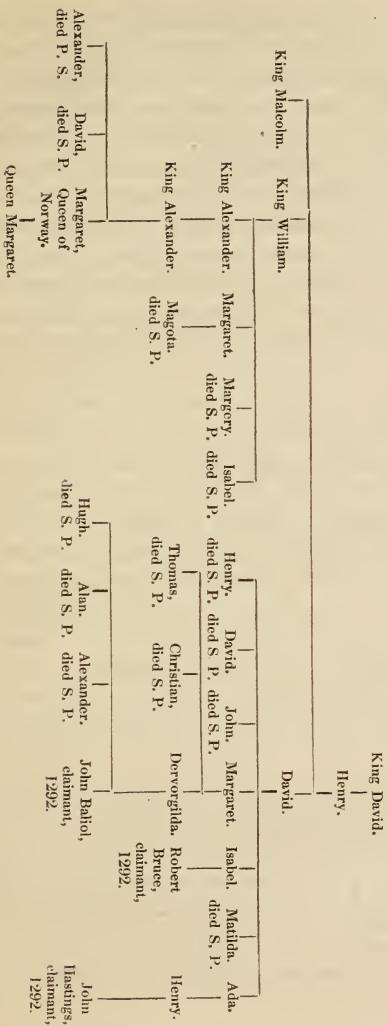 King David.
Henry.
King Malcolm. King William. David.
King Alexander. Margaret. Margery. Isabel. Henry. David. John. Margaret. Isabel. Matilda. Ada.
died S. P. died S. P. died S. P. died S. P. died S. P. died S. P.
King Alexander. Magota. Thomas, Christian, Dervorgilda. Robert Henry.
died S. P. died S. P. died S. P. Bruce,
claimant,
1292.
Alexander, David, Margaret, Hugh. Alan. Alexander. John Baliol, John
died P. S. died S. P. Queen of died S. P. died S. P. died S. P. claimant, Hastings,
Norway. 1292. claimant,
1292.
Queen Margaret.